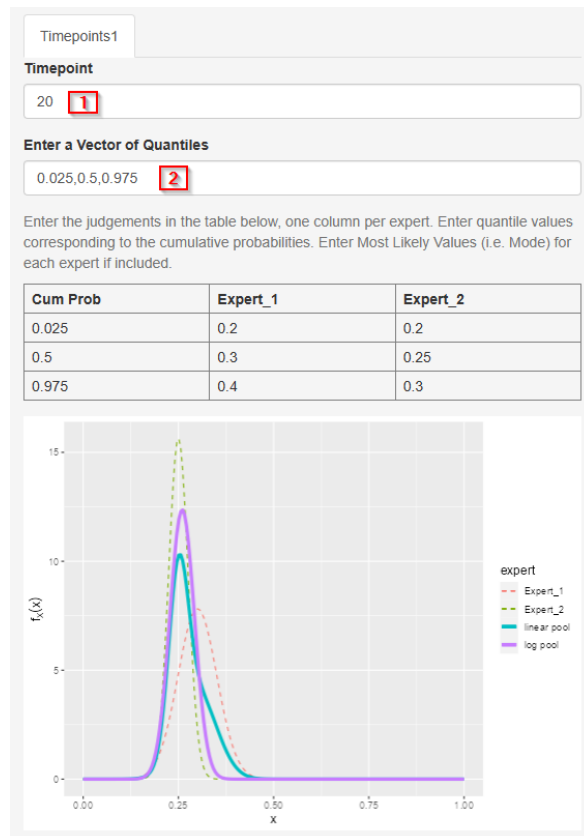 Timepoints1
Timepoint
20 1
Enter a Vector of Quantiles
0.025,0.5,0.975 2
Enter the judgements in the table below, one column per expert. Enter quantile values
corresponding to the cumulative probabilities. Enter Most Likely Values (i.e. Mode) for
each expert if included.
Cum Prob Expert_1 Expert_2
0.025 0.2 0.2
0.5 0.3 0.25
0.975 0.4 0.3
15
10
5
0
fX(x)
0.00 0.25 0.50 0.75 1.00
x
expert
Expert_1
Expert_2
linear pool
log pool